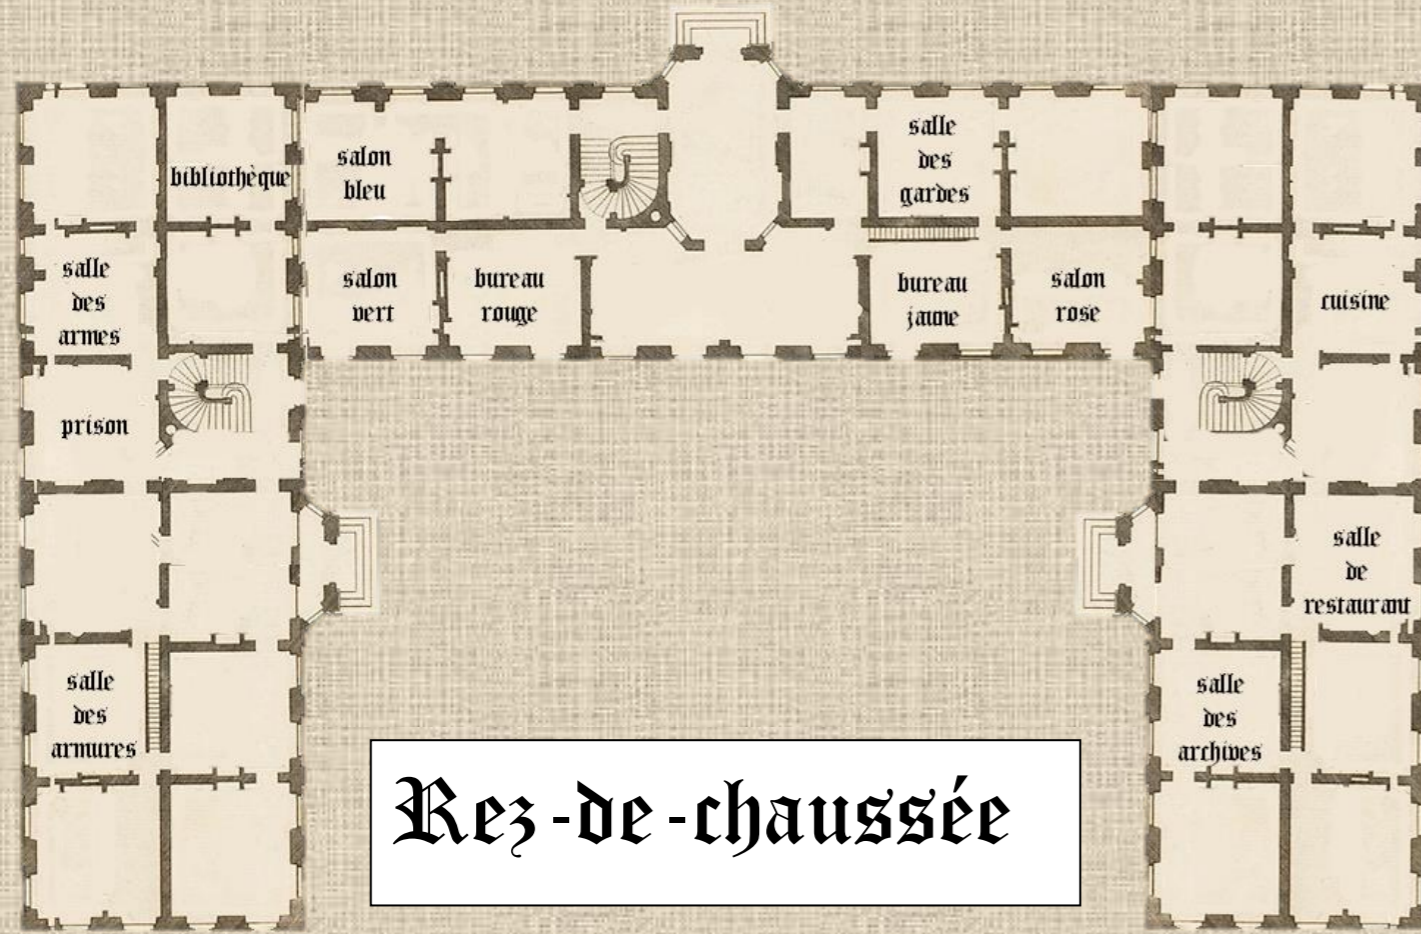 bibliothèque
salon
bleu
salle
des
gardes
salle
des
armes
salon
vert
bureau
rouge
bureau
jaune
salon
rose
cuisine
prison
salle
de
restaurant
salle
des
armures
salle
des
archives
Rez-de-chaussée